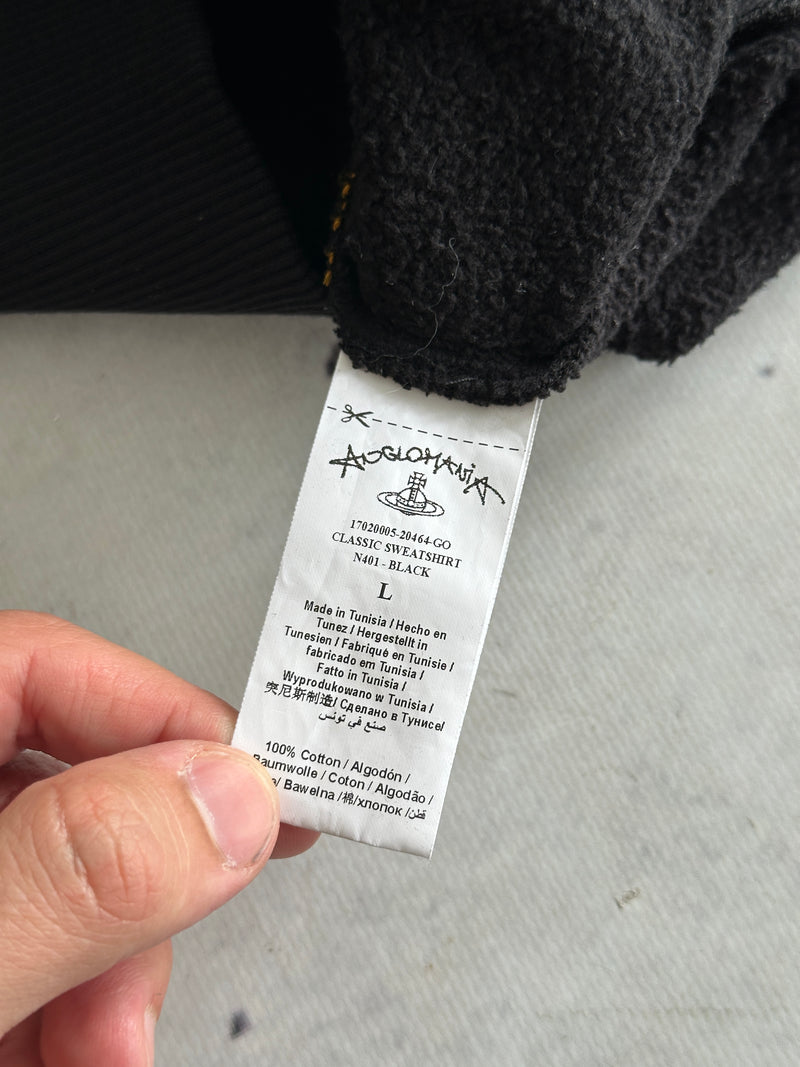 ANGLOMANIA
17020005-20464-GO
CLASSIC SWEATSHIRT
N401 - BLACK
L
Made in Tunisia / Hecho en
Tunez / Hergestellt in
Tunesien / Fabriqué en Tunisie /
fabricado em Tunisia /
Fatto in Tunisia /
Wyprodukowano w Tunisia /
突尼斯制造/ Сделано в Тунисе/
صنع في تونس
100% Cotton / Algodón /
Baumwolle / Coton / Algodão /
/ Bawełna /棉/хлопок /قطن